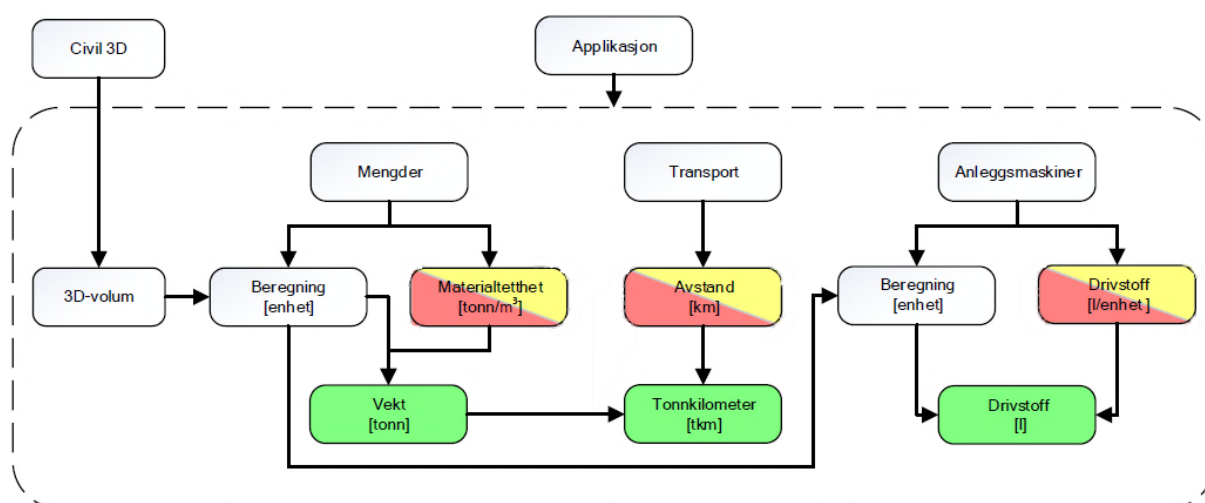 Civil 3D
Applikasjon
Mengder
Transport
Anleggsmaskiner
3D-volum
Beregning
[enhet]
Materialtetthet
[tonn/m³]
Avstand
[km]
Beregning
[enhet]
Drivstoff
[l/enhet ]
Vekt
[tonn]
Tonnkilometer
[tkm]
Drivstoff
[l]